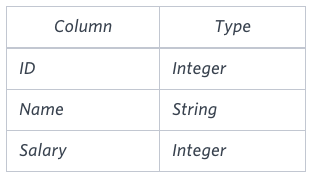 Column Type
ID Integer
Name String
Salary Integer